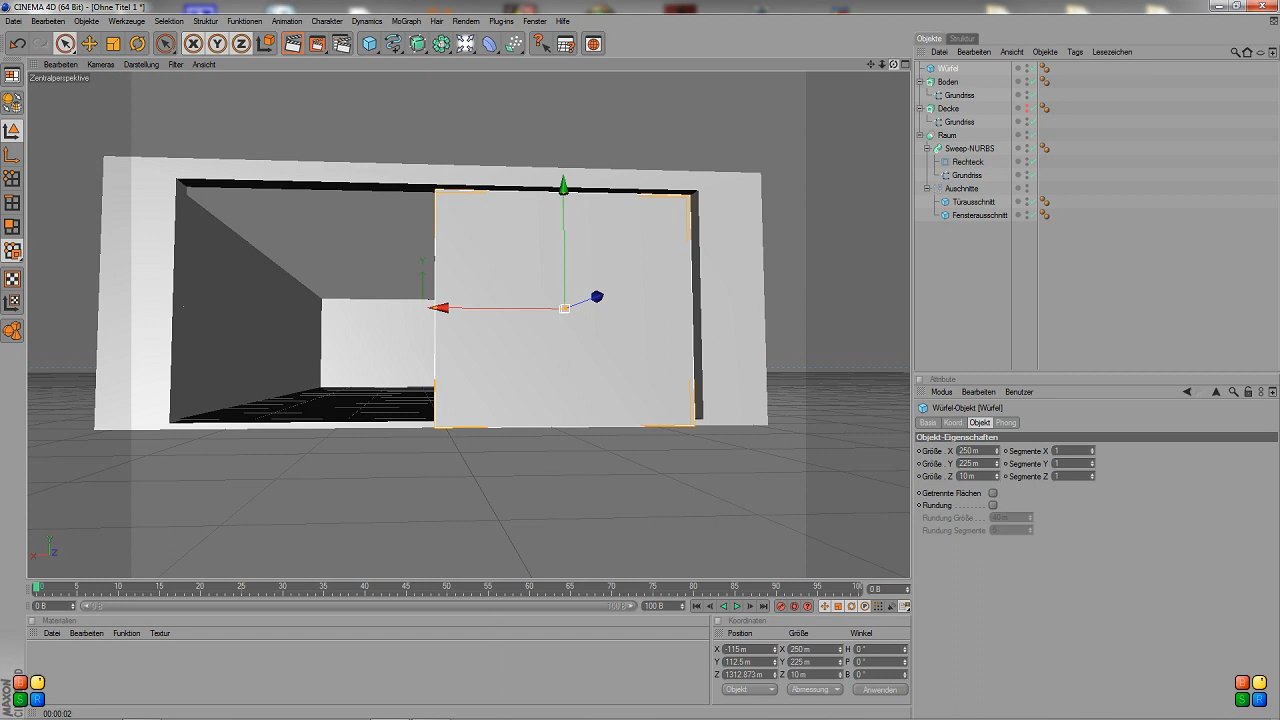 CINEMA 4D (64 Bit) - [Ohne Titel 1 *]
Datei Bearbeiten Objekte Werkzeuge Selektion Struktur Funktionen Animation Charakter Dynamics MoGraph Hair Rendern Plug-ins Fenster Hilfe
Objekte Struktur
Datei Bearbeiten Ansicht Objekte Tags Lesezeichen
Bearbeiten Kameras Darstellung Filter Ansicht
Zentralperspektive
Würfel
Boden
Grundriss
Decke
Grundriss
Raum
Sweep-NURBS
Rechteck
Grundriss
Auschnitte
Türausschnitt
Fensterausschnitt
Y
Y
X
Z
Attribute
Modus Bearbeiten Benutzer
Würfel-Objekt [Würfel]
Basis Koord. Objekt Phong
Objekt-Eigenschaften
Größe . X 250 m Segmente X 1
Größe . Y 225 m Segmente Y 1
Größe . Z 10 m Segmente Z 1
Getrennte Flächen
Rundung
Rundung Größe . . . 40 m
Rundung Segmente 5
0 5 10 15 20 25 30 35 40 45 50 55 60 65 70 75 80 85 90 95 100
0 B
0 B 0 B 100 B 100 B
Materialien
Datei Bearbeiten Funktion Textur
Koordinaten
Position Größe Winkel
X -115 m X 250 m H 0 °
Y 112.5 m Y 225 m P 0 °
Z 1312.873 m Z 10 m B 0 °
Objekt Abmessung Anwenden
MAXON
S R
S R
00:00:02